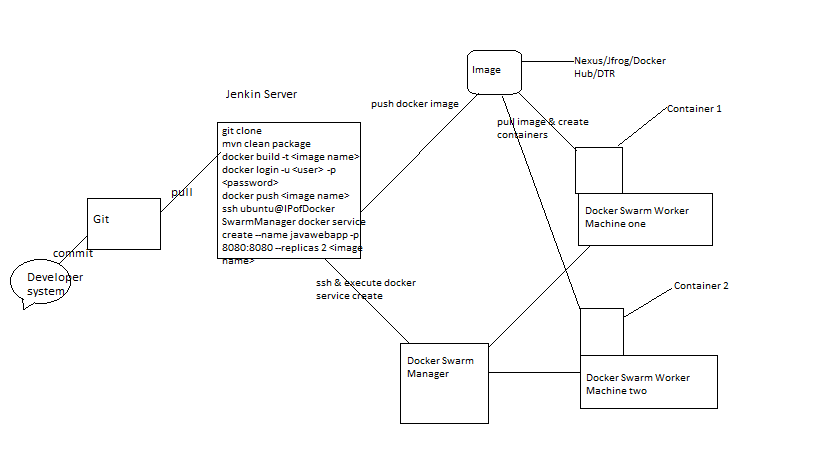 Jenkin Server
git clone
mvn clean package
docker build -t <image name>
docker login -u <user> -p
<password>
docker push <image name>
ssh ubuntu@IPofDocker
SwarmManager docker service
create --name javawebapp -p
8080:8080 --replicas 2 <image
name>
pull
Git
commit
Developer
system
push docker image
Image
Nexus/Jfrog/Docker
Hub/DTR
pull image & create
containers
Container 1
Docker Swarm Worker
Machine one
ssh & execute docker
service create
Docker Swarm
Manager
Container 2
Docker Swarm Worker
Machine two